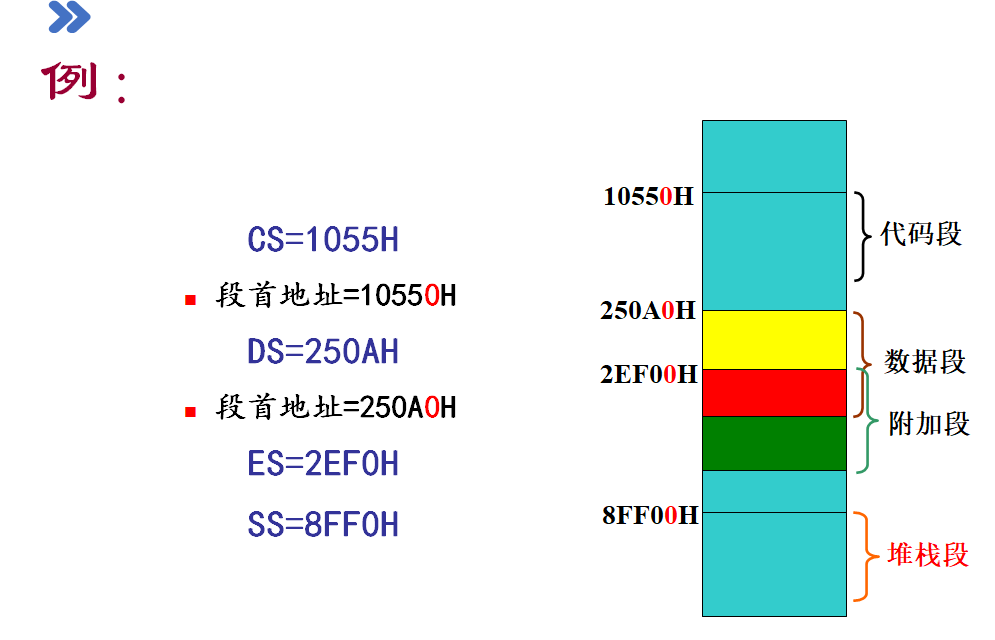 例：
CS=1055H
段首地址=10550H
DS=250AH
段首地址=250A0H
ES=2EF0H
SS=8FF0H
10550H
代码段
250A0H
数据段
2EF00H
附加段
8FF00H
堆栈段